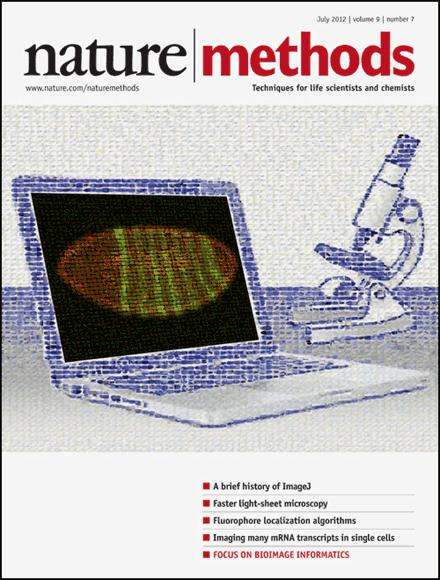 July 2012 | volume 9 | number 7
nature methods
www.nature.com/naturemethods Techniques for life scientists and chemists
A brief history of ImageJ
Faster light-sheet microscopy
Fluorophore localization algorithms
Imaging many mRNA transcripts in single cells
FOCUS ON BIOIMAGE INFORMATICS